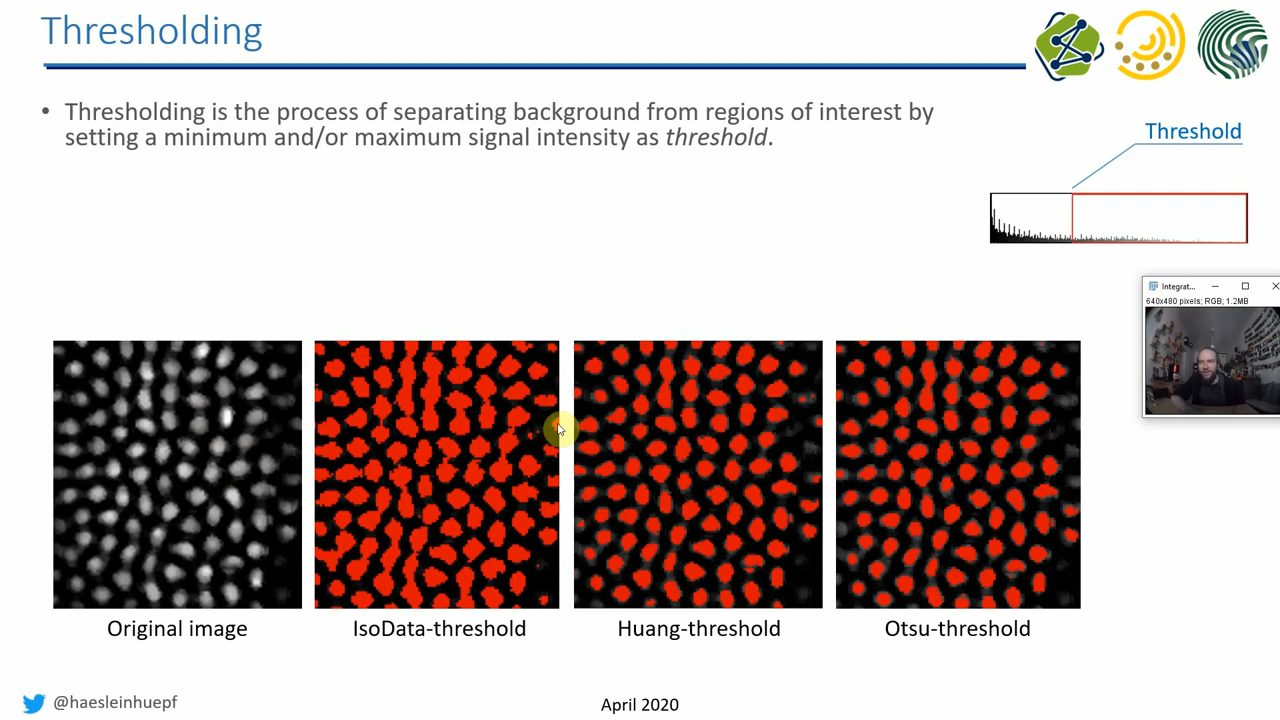 Thresholding
• Thresholding is the process of separating background from regions of interest by
setting a minimum and/or maximum signal intensity as threshold.
Threshold
Integrat...
640x480 pixels; RGB; 1.2MB
Original image
IsoData-threshold
Huang-threshold
Otsu-threshold
@haesleinhuepf
April 2020